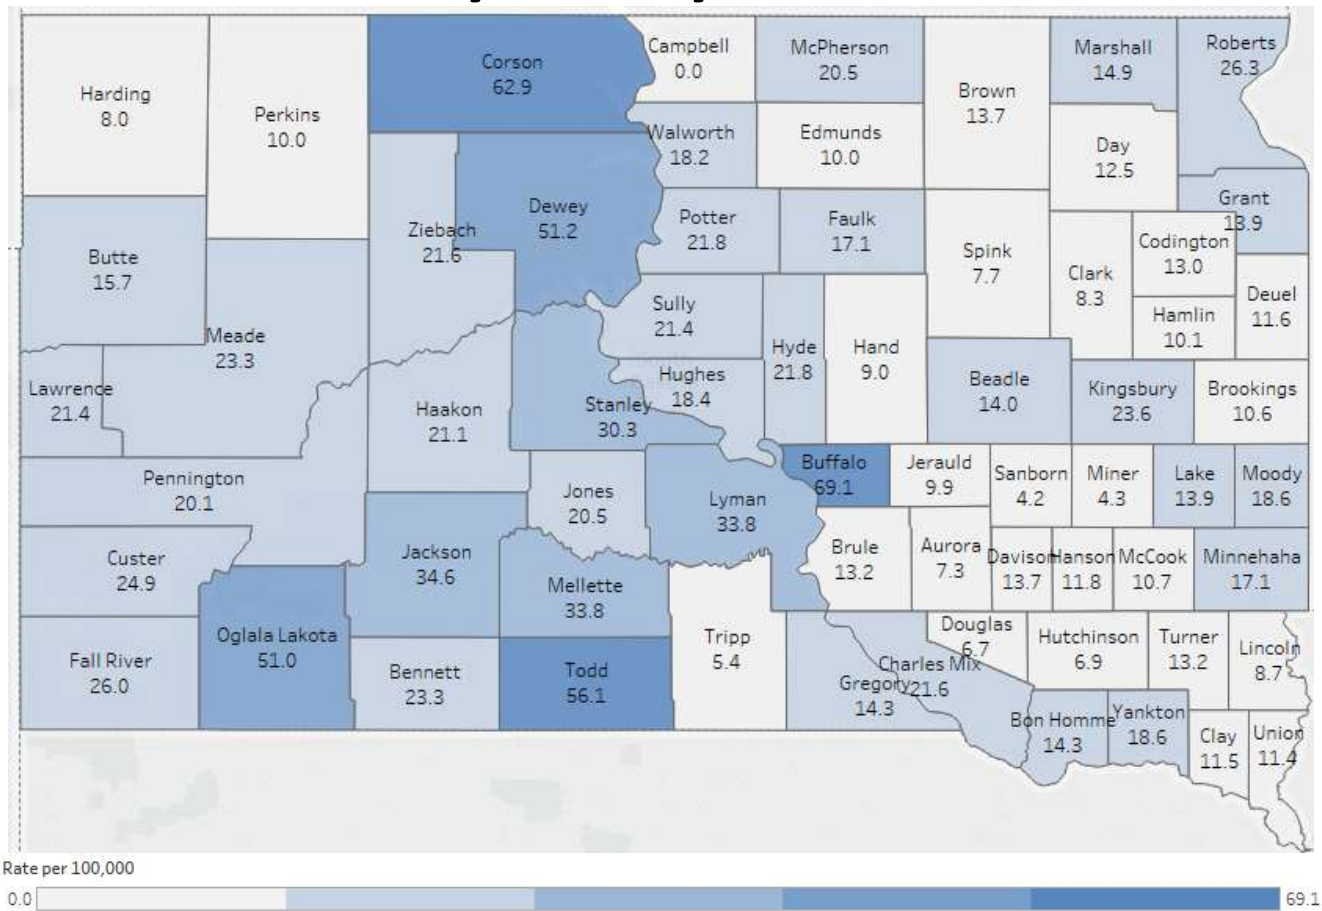 Harding
8.0
Perkins
10.0
Corson
62.9
Campbell
0.0
McPherson
20.5
Brown
13.7
Marshall
14.9
Roberts
26.3
Walworth
18.2
Edmunds
10.0
Day
12.5
Butte
15.7
Meade
23.3
Ziebach
21.6
Dewey
51.2
Potter
21.8
Faulk
17.1
Spink
7.7
Clark
8.3
Codington
13.0
Grant
13.9
Hamlin
10.1
Deuel
11.6
Sully
21.4
Hyde
21.8
Hand
9.0
Lawrence
21.4
Haakon
21.1
Stanley
30.3
Hughes
18.4
Beadle
14.0
Kingsbury
23.6
Brookings
10.6
Pennington
20.1
Jones
20.5
Lyman
33.8
Buffalo
69.1
Jerauld
9.9
Sanborn
4.2
Miner
4.3
Lake
13.9
Moody
18.6
Custer
24.9
Jackson
34.6
Mellette
33.8
Brule
13.2
Aurora
7.3
Davison
13.7
Hanson
11.8
McCook
10.7
Minnehaha
17.1
Fall River
26.0
Oglala Lakota
51.0
Bennett
23.3
Todd
56.1
Tripp
5.4
Gregory
14.3
Charles Mix
21.6
Douglas
6.7
Hutchinson
6.9
Turner
13.2
Lincoln
8.7
Bon Homme
14.3
Yankton
18.6
Clay
11.5
Union
11.4
Rate per 100,000
0.0
69.1